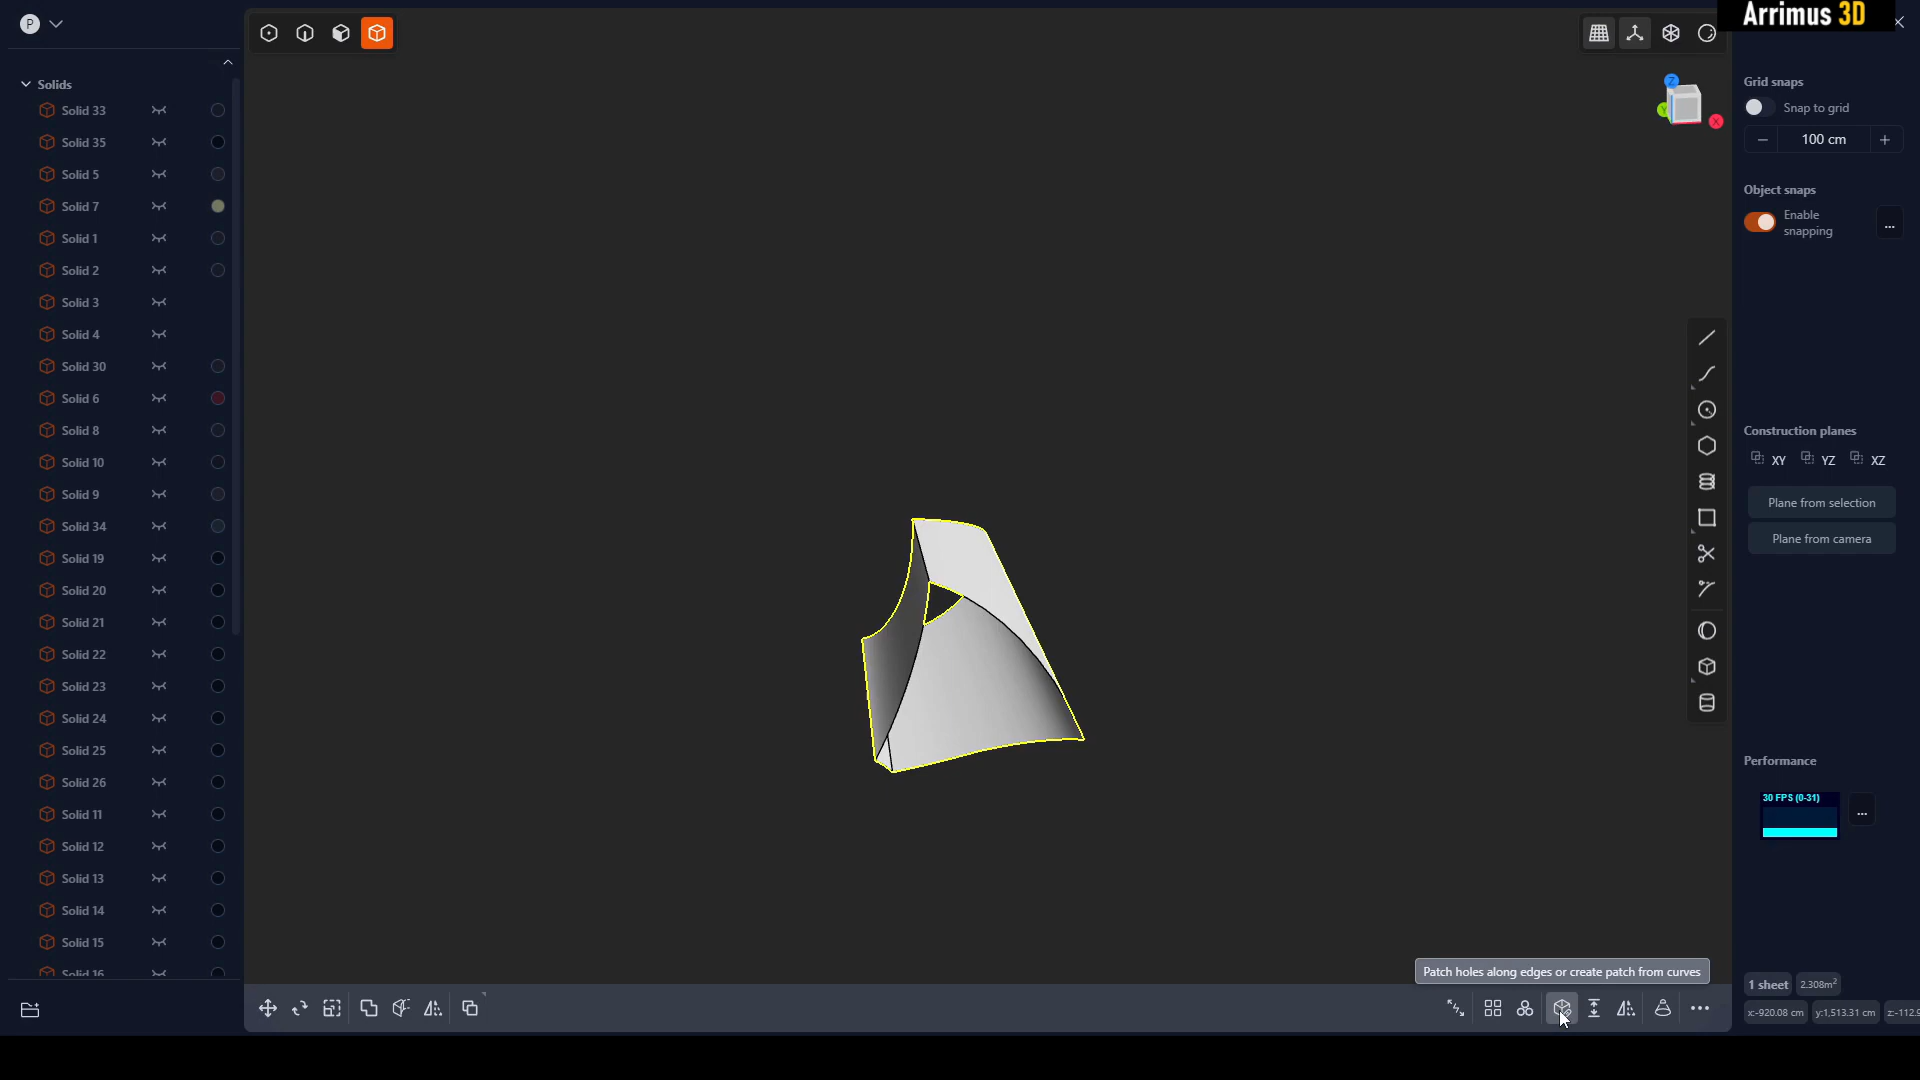 P
Arrimus 3D
Solids
Solid 33
Solid 35
Solid 5
Solid 7
Solid 1
Solid 2
Solid 3
Solid 4
Solid 30
Solid 6
Solid 8
Solid 10
Solid 9
Solid 34
Solid 19
Solid 20
Solid 21
Solid 22
Solid 23
Solid 24
Solid 25
Solid 26
Solid 11
Solid 12
Solid 13
Solid 14
Solid 15
Solid 16
Z
Y
X
Grid snaps
Snap to grid
100 cm
Object snaps
Enable
snapping
...
Construction planes
XY YZ XZ
Plane from selection
Plane from camera
Performance
30 FPS (0-31)
...
Patch holes along edges or create patch from curves
1 sheet 2.308m²
x:-920.08 cm y:1,513.31 cm z:-112.9